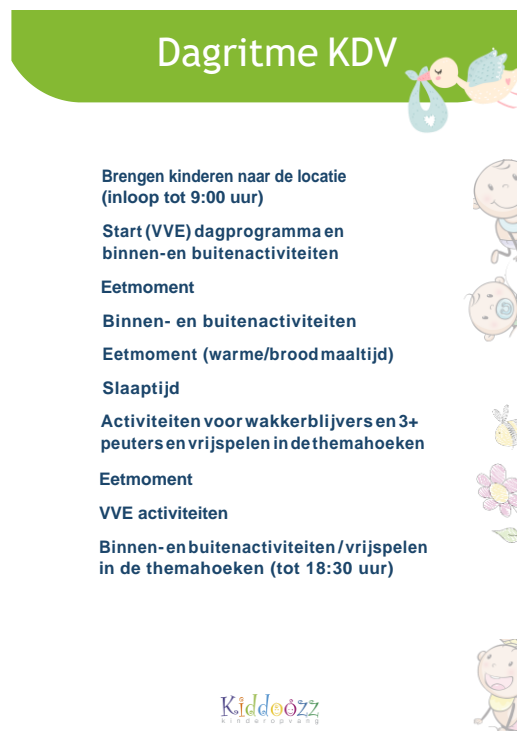 Dagritme KDV
Brengen kinderen naar de locatie
(inloop tot 9:00 uur)
Start (VVE) dagprogramma en
binnen-en buitenactiviteiten
Eetmoment
Binnen- en buitenactiviteiten
Eetmoment (warme/broodmaaltijd)
Slaaptijd
Activiteiten voor wakkerblijvers en 3+
peuters en vrijspelen in de themahoeken
Eetmoment
VVE activiteiten
Binnen- en buitenactiviteiten / vrijspelen
in de themahoeken (tot 18:30 uur)
Kiddoozz
kinderopvang